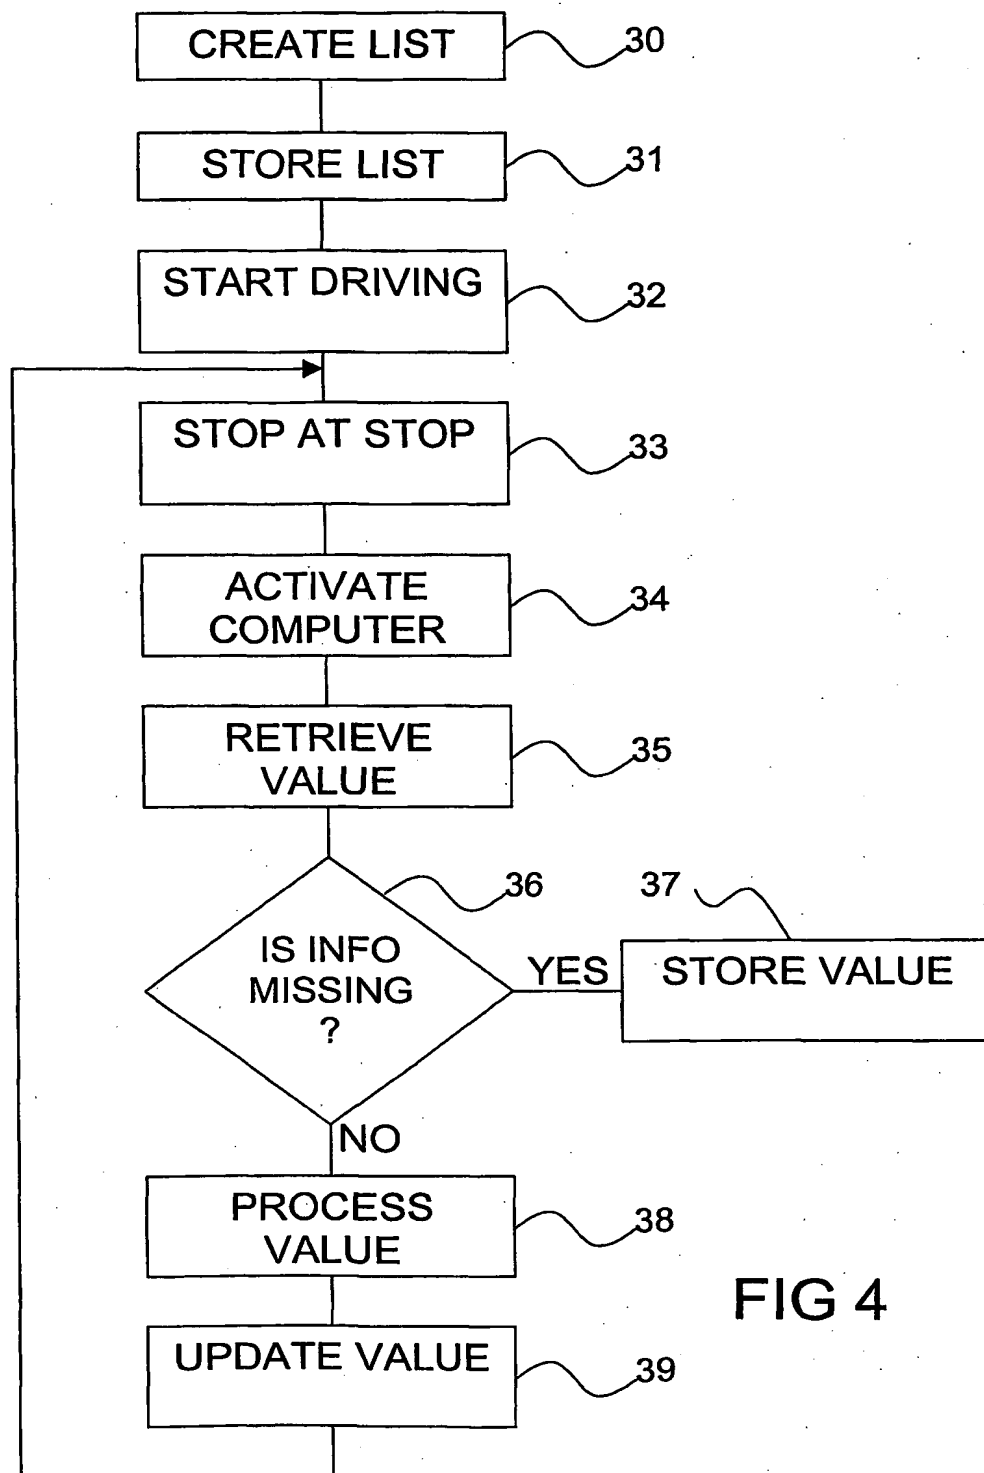 CREATE LIST
30
STORE LIST
31
START DRIVING
32
STOP AT STOP
33
ACTIVATE
COMPUTER
34
RETRIEVE
VALUE
35
36
37
IS INFO
MISSING
?
YES
STORE VALUE
NO
PROCESS
VALUE
38
FIG 4
UPDATE VALUE
39